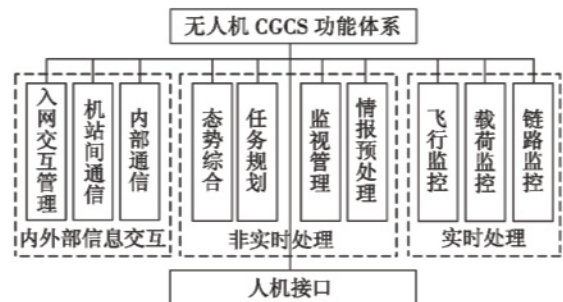 无人机 CGCS 功能体系
入网交互管理
机站间通信
内部通信
态势综合
任务规划
监视管理
情报预处理
飞行监控
载荷监控
链路监控
内外部信息交互
非实时处理
实时处理
人机接口